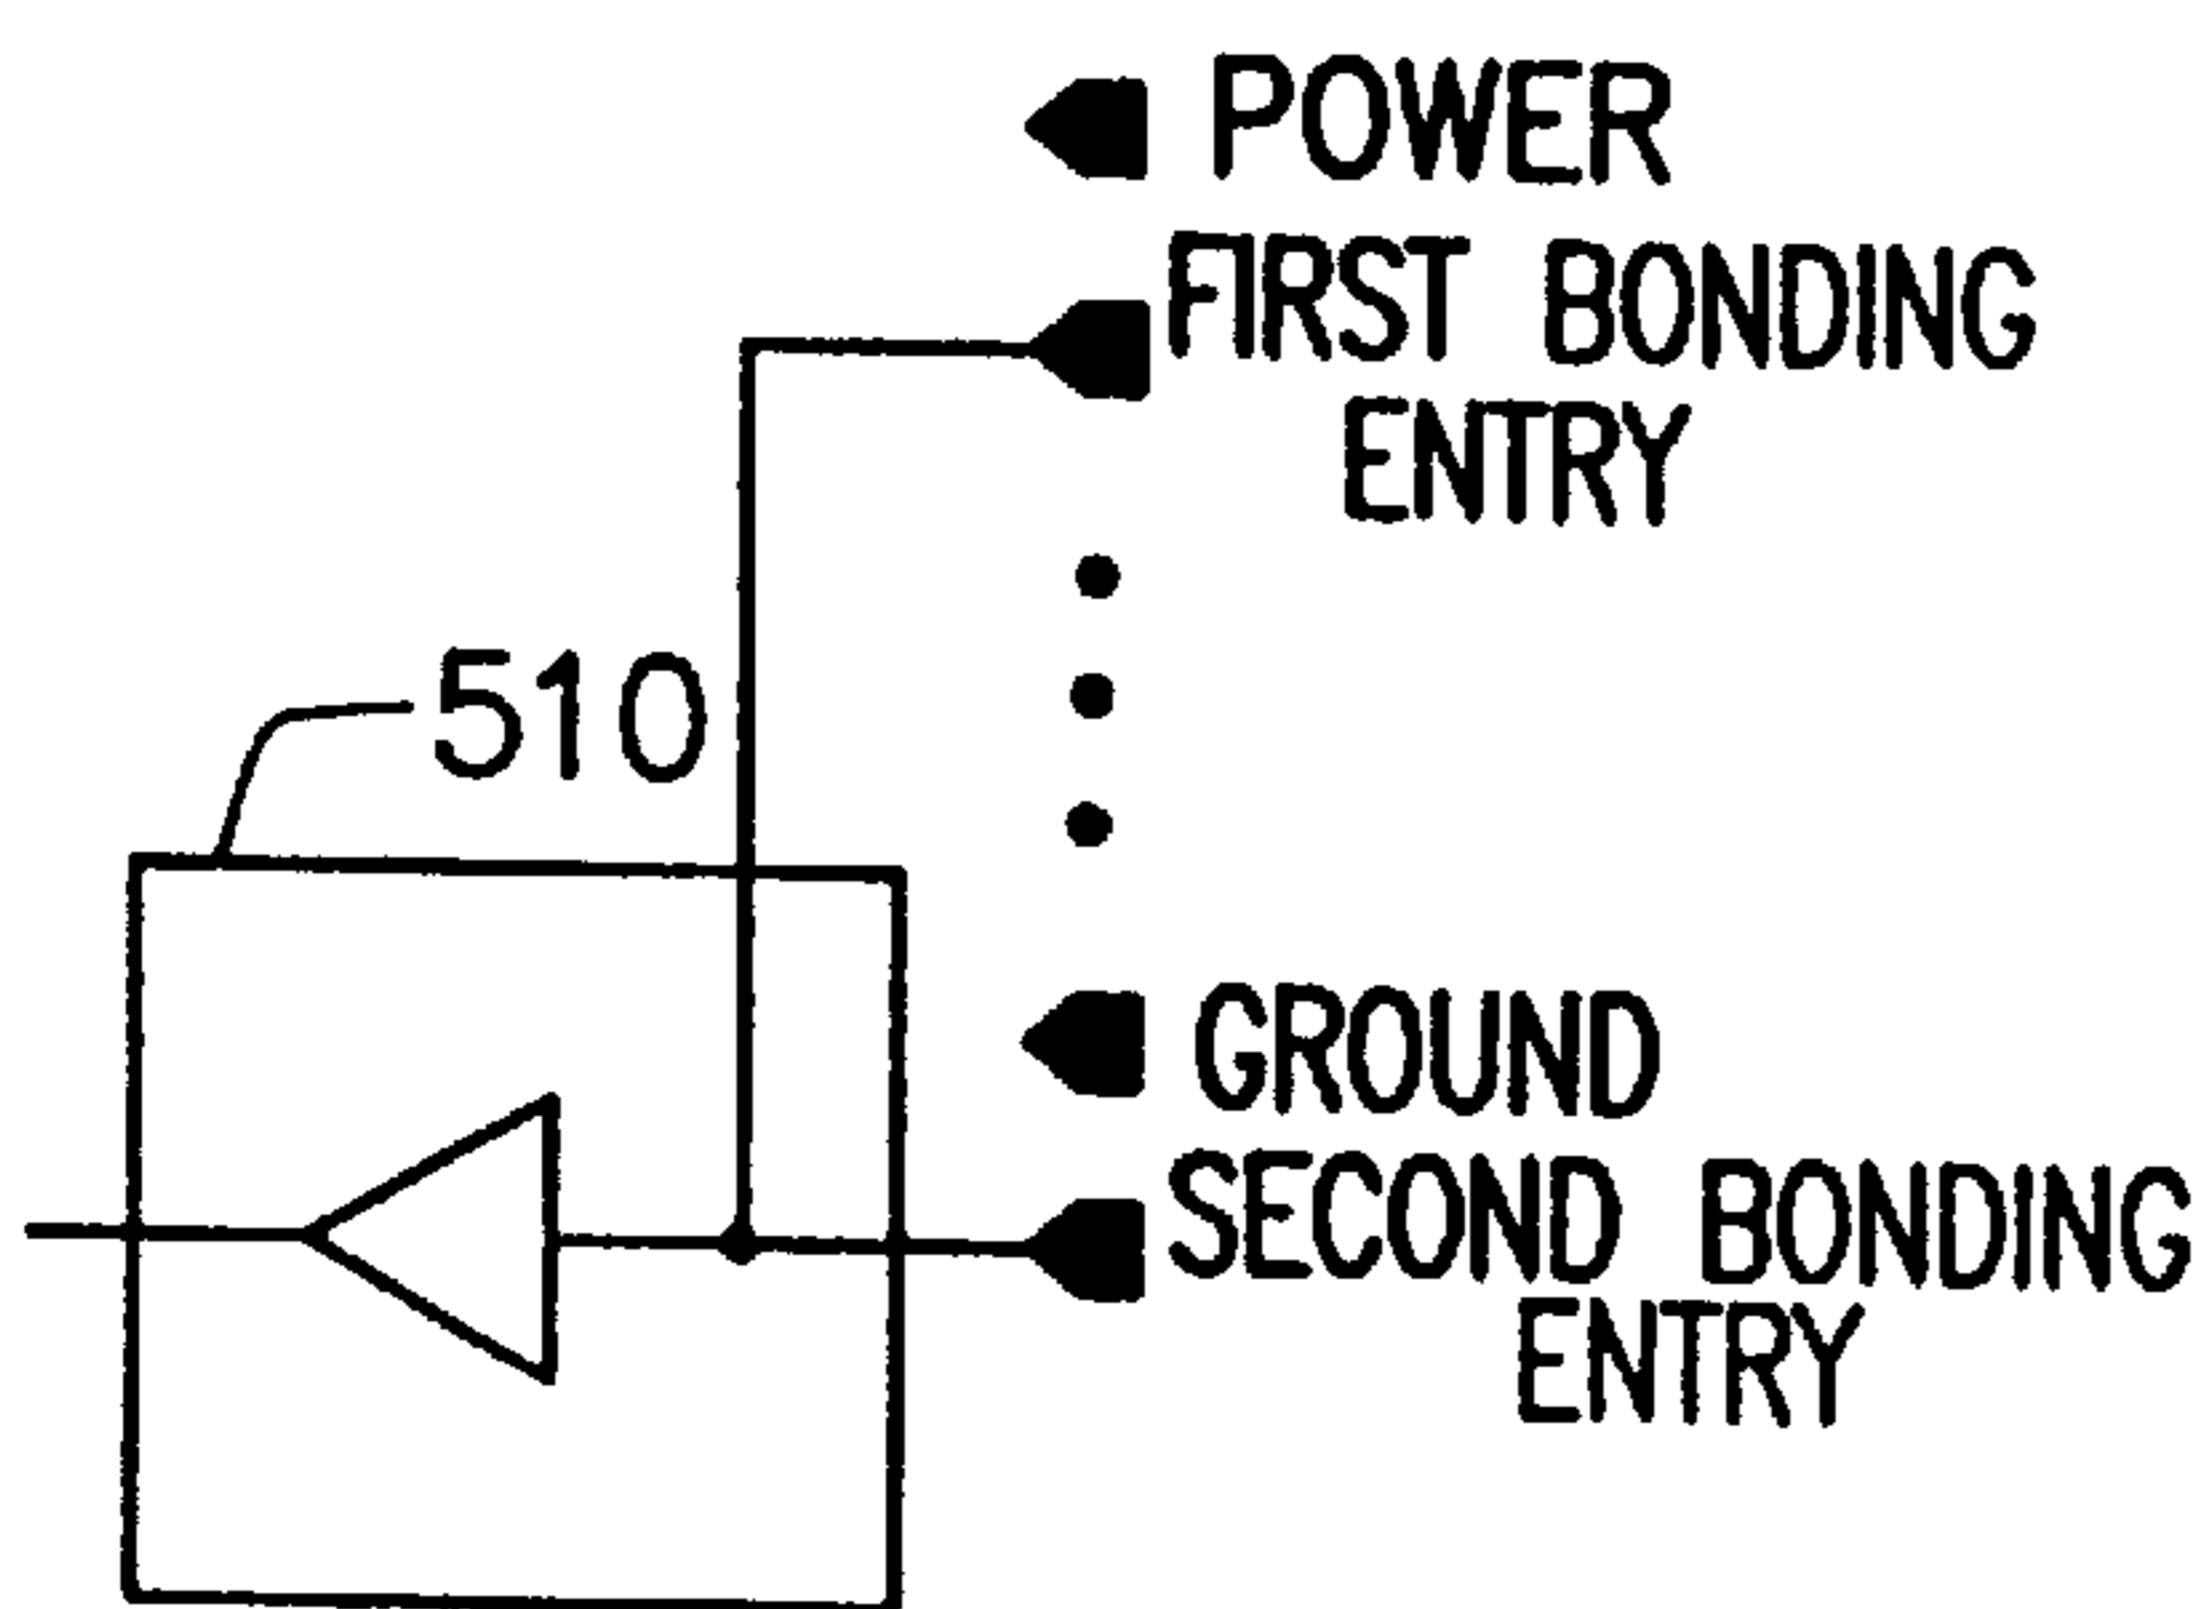 POWER
FIRST BONDING
ENTRY
510
GROUND
SECOND BONDING
ENTRY